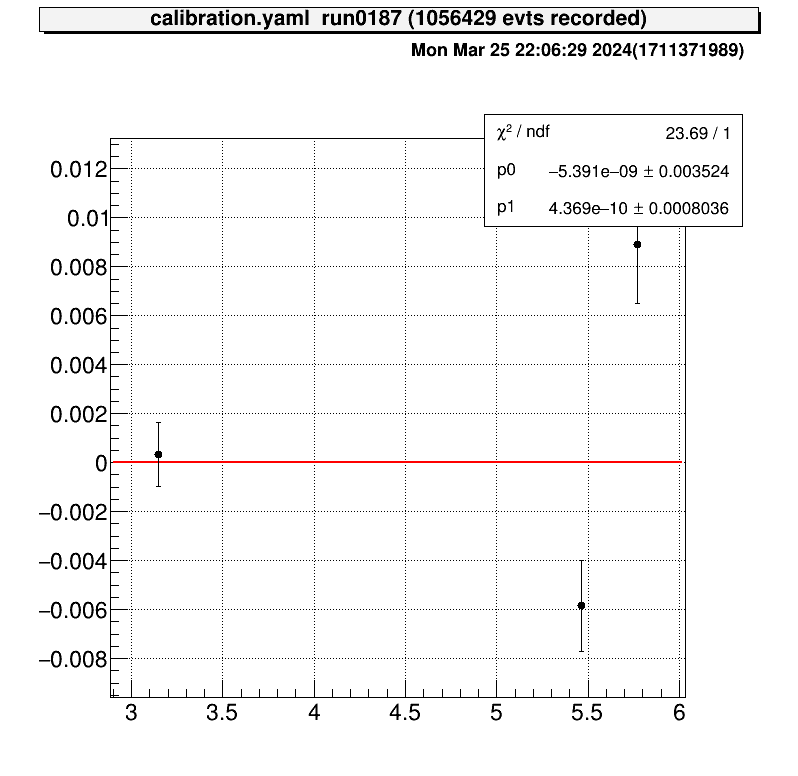 calibration.yaml run0187 (1056429 evts recorded)
Mon Mar 25 22:06:29 2024(1711371989)
χ² / ndf 23.69 / 1
p0 −5.391e−09 ± 0.003524
p1 4.369e−10 ± 0.0008036
0.012
0.01
0.008
0.006
0.004
0.002
0
−0.002
−0.004
−0.006
−0.008
3 3.5 4 4.5 5 5.5 6